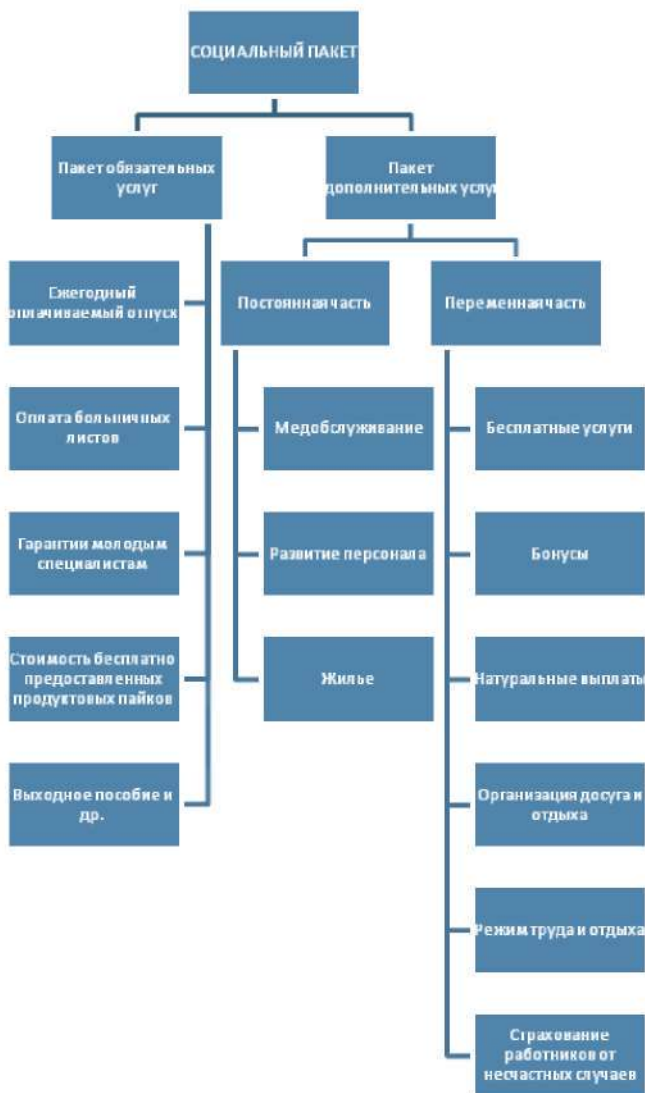 СОЦИАЛЬНЫЙ ПАКЕТ
Пакет обязательных
услуг
Пакет
дополнительных услуг
Ежегодный
оплачиваемый отпуск
Постоянная часть
Переменная часть
Оплата больничных
листов
Медобслуживание
Бесплатные услуги
Гарантии молодым
специалистам
Развитие персонала
Бонусы
Стоимость бесплатно
предоставленных
продуктовых пайков
Жилье
Натуральные выплаты
Выходное пособие и
др.
Организация досуга и
отдыха
Режим труда и отдыха
Страхование
работников от
несчастных случаев